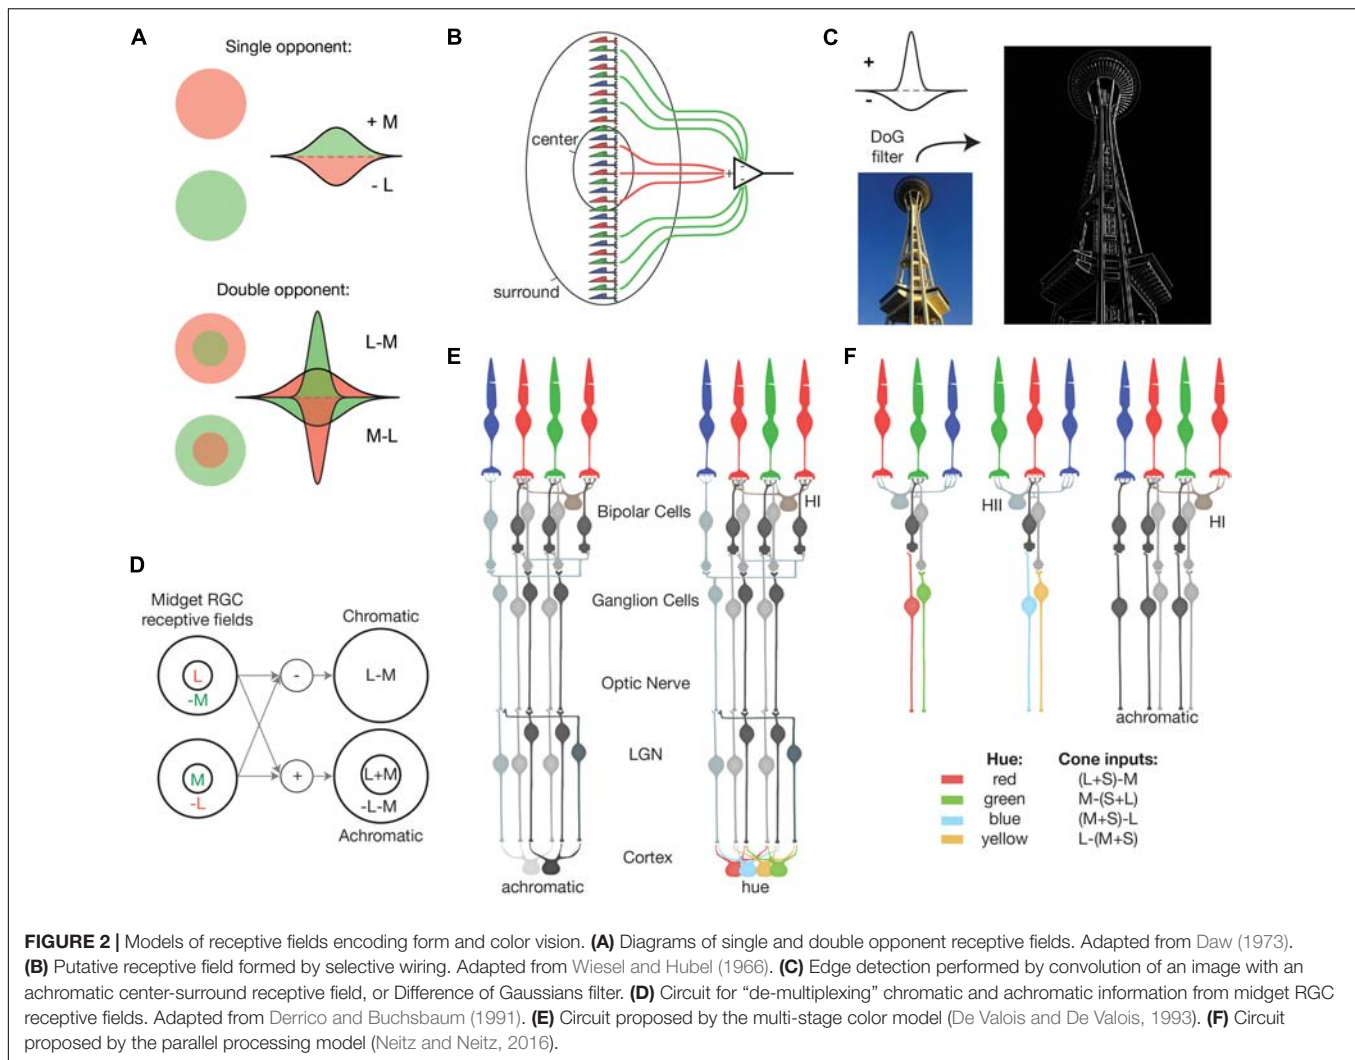 A
Single opponent:
+ M
- L
Double opponent:
L-M
M-L
B
center
surround
+
-
-
C
+
-
DoG
filter
D
Midget RGC
receptive fields
Chromatic
L
-M
-
L-M
M
-L
+
L+M
-L-M
Achromatic
E
HI
Bipolar Cells
Ganglion Cells
Optic Nerve
LGN
Cortex
achromatic
hue
F
HII
HI
achromatic
Hue: Cone inputs:
red (L+S)-M
green M-(S+L)
blue (M+S)-L
yellow L-(M+S)
FIGURE 2 | Models of receptive fields encoding form and color vision. (A) Diagrams of single and double opponent receptive fields. Adapted from Daw (1973).
(B) Putative receptive field formed by selective wiring. Adapted from Wiesel and Hubel (1966). (C) Edge detection performed by convolution of an image with an
achromatic center-surround receptive field, or Difference of Gaussians filter. (D) Circuit for “de-multiplexing” chromatic and achromatic information from midget RGC
receptive fields. Adapted from Derrico and Buchsbaum (1991). (E) Circuit proposed by the multi-stage color model (De Valois and De Valois, 1993). (F) Circuit
proposed by the parallel processing model (Neitz and Neitz, 2016).